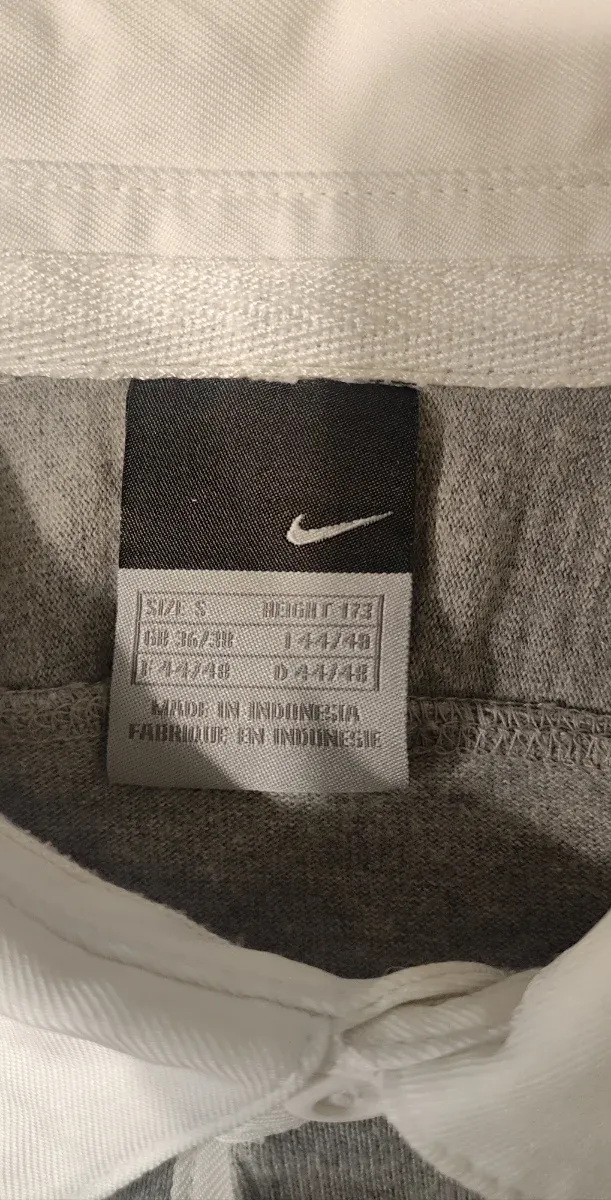 SIZE S HEIGHT 173
GB 36/38 I 44/48
F 44/48 D 44/48
MADE IN INDONESIA
FABRIQUE EN INDONESIE